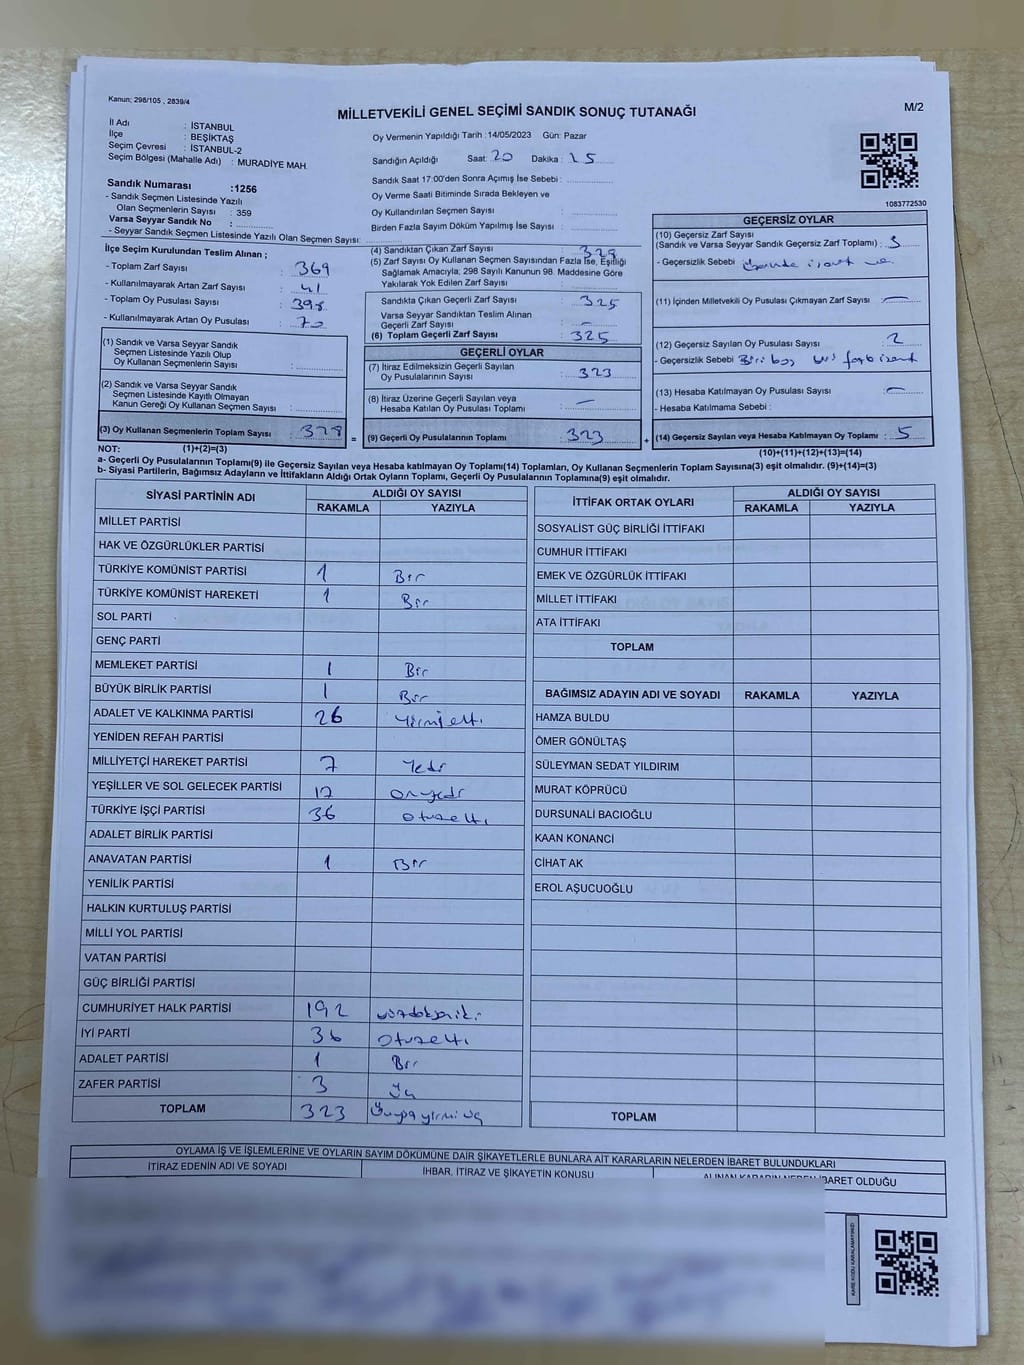 Kanun; 298/105 , 2839/4
MİLLETVEKİLİ GENEL SEÇİMİ SANDIK SONUÇ TUTANAĞI
M/2
İl Adı : İSTANBUL
İlçe : BEŞİKTAŞ
Seçim Çevresi : İSTANBUL-2
Seçim Bölgesi (Mahalle Adı) : MURADİYE MAH.
Oy Vermenin Yapıldığı Tarih :14/05/2023 Gün: Pazar
Sandığın Açıldığı Saat: 20 Dakika : 15
Sandık Saat 17:00'den Sonra Açımış İse Sebebi:
Oy Verme Saati Bitiminde Sırada Bekleyen ve
Oy Kullandırılan Seçmen Sayısı :
Birden Fazla Sayım Döküm Yapılmış İse Sayısı :
1083772530
Sandık Numarası :1256
- Sandık Seçmen Listesinde Yazılı
Olan Seçmenlerin Sayısı : 359
Varsa Seyyar Sandık No :
- Seyyar Sandık Seçmen Listesinde Yazılı Olan Seçmen Sayısı:
İlçe Seçim Kurulundan Teslim Alınan ;
- Toplam Zarf Sayısı : 369
- Kullanılmayarak Artan Zarf Sayısı : 41
- Toplam Oy Pusulası Sayısı : 398
- Kullanılmayarak Artan Oy Pusulası : 70
(1) Sandık ve Varsa Seyyar Sandık
Seçmen Listesinde Yazılı Olup
Oy Kullanan Seçmenlerin Sayısı :
(2) Sandık ve Varsa Seyyar Sandık
Seçmen Listesinde Kayıtlı Olmayan
Kanun Gereği Oy Kullanan Seçmen Sayısı :
(3) Oy Kullanan Seçmenlerin Toplam Sayısı : 328
(1)+(2)=(3)
(4) Sandıktan Çıkan Zarf Sayısı : 328
(5) Zarf Sayısı Oy Kullanan Seçmen Sayısından Fazla İse, Eşitliği
Sağlamak Amacıyla; 298 Sayılı Kanunun 98. Maddesine Göre
Yakılarak Yok Edilen Zarf Sayısı :
Sandıkta Çıkan Geçerli Zarf Sayısı : 325
Varsa Seyyar Sandıktan Teslim Alınan
Geçerli Zarf Sayısı : —
(6) Toplam Geçerli Zarf Sayısı : 325
GEÇERLİ OYLAR
(7) İtiraz Edilmeksizin Geçerli Sayılan
Oy Pusulalarının Sayısı : 323
(8) İtiraz Üzerine Geçerli Sayılan veya
Hesaba Katılan Oy Pusulası Toplamı : —
= (9) Geçerli Oy Pusulalarının Toplamı : 323
GEÇERSİZ OYLAR
(10) Geçersiz Zarf Sayısı
(Sandık ve Varsa Seyyar Sandık Geçersiz Zarf Toplamı) : 3
- Geçersizlik Sebebi : Üzerinde işaret var
(11) İçinden Milletvekili Oy Pusulası Çıkmayan Zarf Sayısı : —
(12) Geçersiz Sayılan Oy Pusulası Sayısı : 2
- Geçersizlik Sebebi : Biri boş, biri
(13) Hesaba Katılmayan Oy Pusulası Sayısı : —
- Hesaba Katılmama Sebebi :
+ (14) Geçersiz Sayılan veya Hesaba Katılmayan Oy Toplamı : 5
(10)+(11)+(12)+(13)=(14)
NOT:
a- Geçerli Oy Pusulalarının Toplamı(9) ile Geçersiz Sayılan veya Hesaba katılmayan Oy Toplamı(14) Toplamları, Oy Kullanan Seçmenlerin Toplam Sayısına(3) eşit olmalıdır. (9)+(14)=(3)
b- Siyasi Partilerin, Bağımsız Adayların ve İttifakların Aldığı Ortak Oyların Toplamı, Geçerli Oy Pusulalarının Toplamına(9) eşit olmalıdır.
SİYASİ PARTİNİN ADI ALDIĞI OY SAYISI
RAKAMLA YAZIYLA
MİLLET PARTİSİ
HAK VE ÖZGÜRLÜKLER PARTİSİ
TÜRKİYE KOMÜNİST PARTİSİ 1 Bir
TÜRKİYE KOMÜNİST HAREKETİ 1 Bir
SOL PARTİ
GENÇ PARTİ
MEMLEKET PARTİSİ 1 Bir
BÜYÜK BİRLİK PARTİSİ 1 Bir
ADALET VE KALKINMA PARTİSİ 26 Yirmialtı
YENİDEN REFAH PARTİSİ
MİLLİYETÇİ HAREKET PARTİSİ 7 Yedi
YEŞİLLER VE SOL GELECEK PARTİSİ 17 onyedi
TÜRKİYE İŞÇİ PARTİSİ 36 otuzaltı
ADALET BİRLİK PARTİSİ
ANAVATAN PARTİSİ 1 Bir
YENİLİK PARTİSİ
HALKIN KURTULUŞ PARTİSİ
MİLLİ YOL PARTİSİ
VATAN PARTİSİ
GÜÇ BİRLİĞİ PARTİSİ
CUMHURİYET HALK PARTİSİ 192 yüzdoksaniki
İYİ PARTİ 36 otuzaltı
ADALET PARTİSİ 1 Bir
ZAFER PARTİSİ 3 Üç
TOPLAM 323 Üçyüzyirmiüç
İTTİFAK ORTAK OYLARI ALDIĞI OY SAYISI
RAKAMLA YAZIYLA
SOSYALİST GÜÇ BİRLİĞİ İTTİFAKI
CUMHUR İTTİFAKI
EMEK VE ÖZGÜRLÜK İTTİFAKI
MİLLET İTTİFAKI
ATA İTTİFAKI
TOPLAM
BAĞIMSIZ ADAYIN ADI VE SOYADI RAKAMLA YAZIYLA
HAMZA BULDU
ÖMER GÖNÜLTAŞ
SÜLEYMAN SEDAT YILDIRIM
MURAT KÖPRÜCÜ
DURSUNALİ BACIOĞLU
KAAN KONANCİ
CİHAT AK
EROL AŞUCUOĞLU
TOPLAM
OYLAMA İŞ VE İŞLEMLERİNE VE OYLARIN SAYIM DÖKÜMÜNE DAİR ŞİKAYETLERLE BUNLARA AİT KARARLARIN NELERDEN İBARET BULUNDUKLARI
İTİRAZ EDENİN ADI VE SOYADI İHBAR, İTİRAZ VE ŞİKAYETİN KONUSU ALINAN KARARIN NEDEN İBARET OLDUĞU
KARE KODU KARALAMAYINIZ!